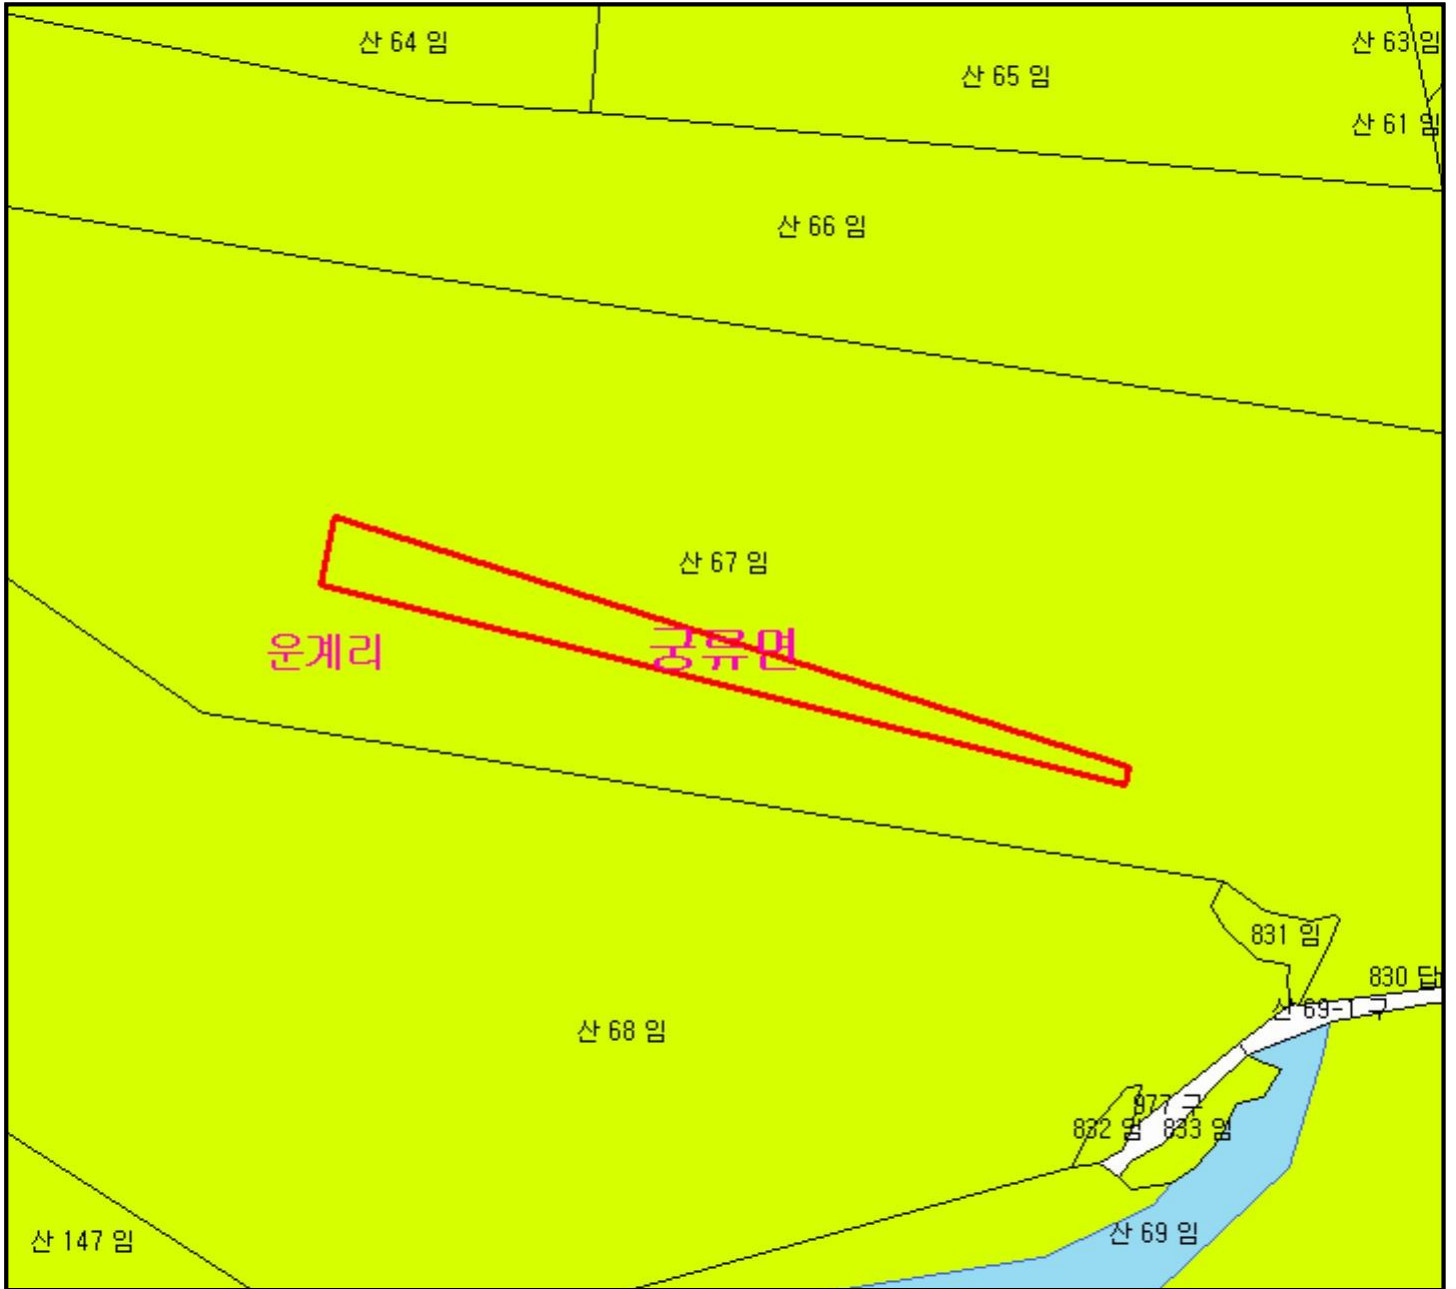 산 64 임
산 63 임
산 65 임
산 61 임
산 66 임
산 67 임
운계리
궁류면
831 임
830 답
산 69-1 구
산 68 임
977 구
832 임
833 임
산 69 임
산 147 임